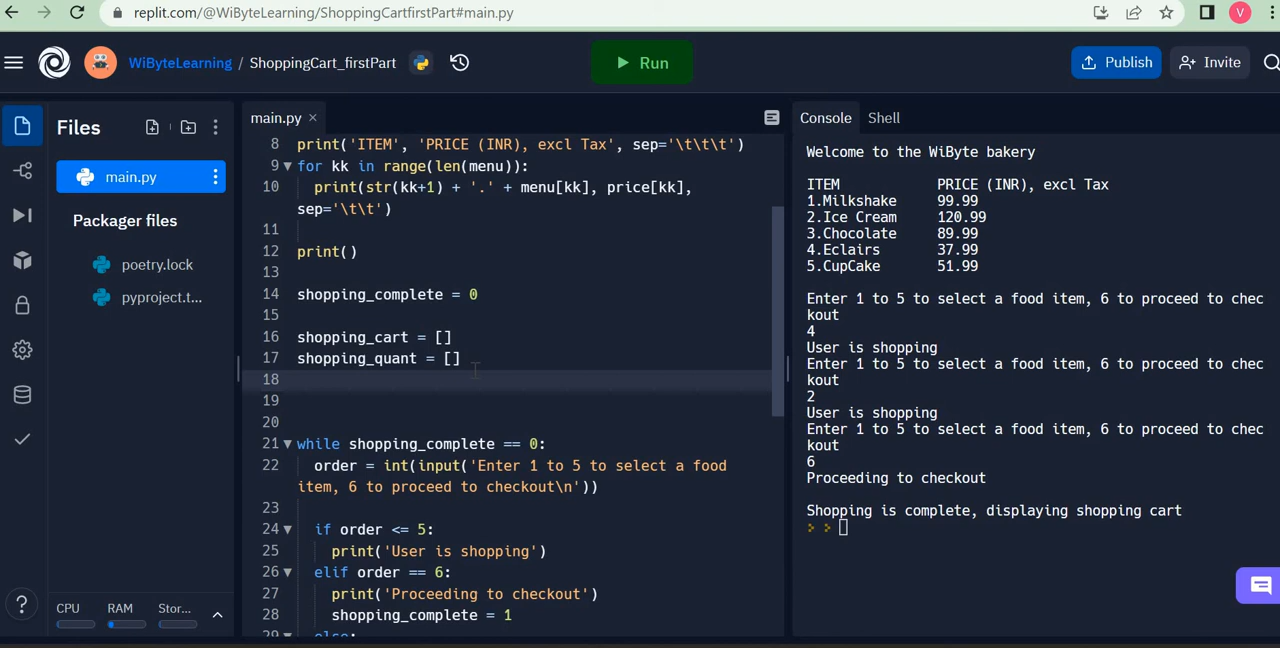 replit.com/@WiByteLearning/ShoppingCartfirstPart#main.py
V
WiByteLearning / ShoppingCart_firstPart
Run
Publish
Invite
Files
main.py
Packager files
poetry.lock
pyproject.t...
CPU RAM Stor...
?
main.py ×
8 print('ITEM', 'PRICE (INR), excl Tax', sep='\t\t\t')
9 for kk in range(len(menu)):
10 print(str(kk+1) + '.' + menu[kk], price[kk],
sep='\t\t')
11
12 print()
13
14 shopping_complete = 0
15
16 shopping_cart = []
17 shopping_quant = []
18
19
20
21 while shopping_complete == 0:
22 order = int(input('Enter 1 to 5 to select a food
item, 6 to proceed to checkout\n'))
23
24 if order <= 5:
25 print('User is shopping')
26 elif order == 6:
27 print('Proceeding to checkout')
28 shopping_complete = 1
29 else:
Console Shell
Welcome to the WiByte bakery
ITEM PRICE (INR), excl Tax
1.Milkshake 99.99
2.Ice Cream 120.99
3.Chocolate 89.99
4.Eclairs 37.99
5.CupCake 51.99
Enter 1 to 5 to select a food item, 6 to proceed to chec
kout
4
User is shopping
Enter 1 to 5 to select a food item, 6 to proceed to chec
kout
2
User is shopping
Enter 1 to 5 to select a food item, 6 to proceed to chec
kout
6
Proceeding to checkout
Shopping is complete, displaying shopping cart